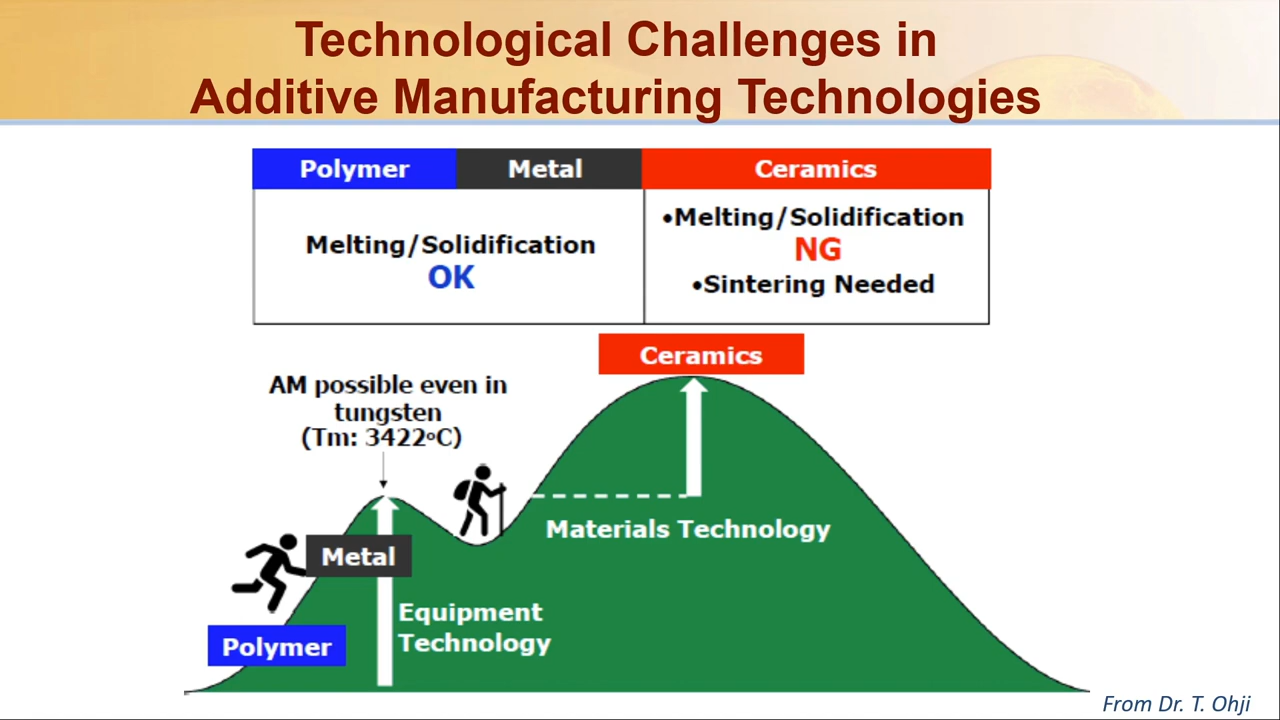 Technological Challenges in
Additive Manufacturing Technologies
Polymer
Metal
Ceramics
Melting/Solidification
OK
•Melting/Solidification
NG
•Sintering Needed
Ceramics
AM possible even in
tungsten
(Tm: 3422ºC)
Materials Technology
Metal
Equipment
Technology
Polymer
From Dr. T. Ohji